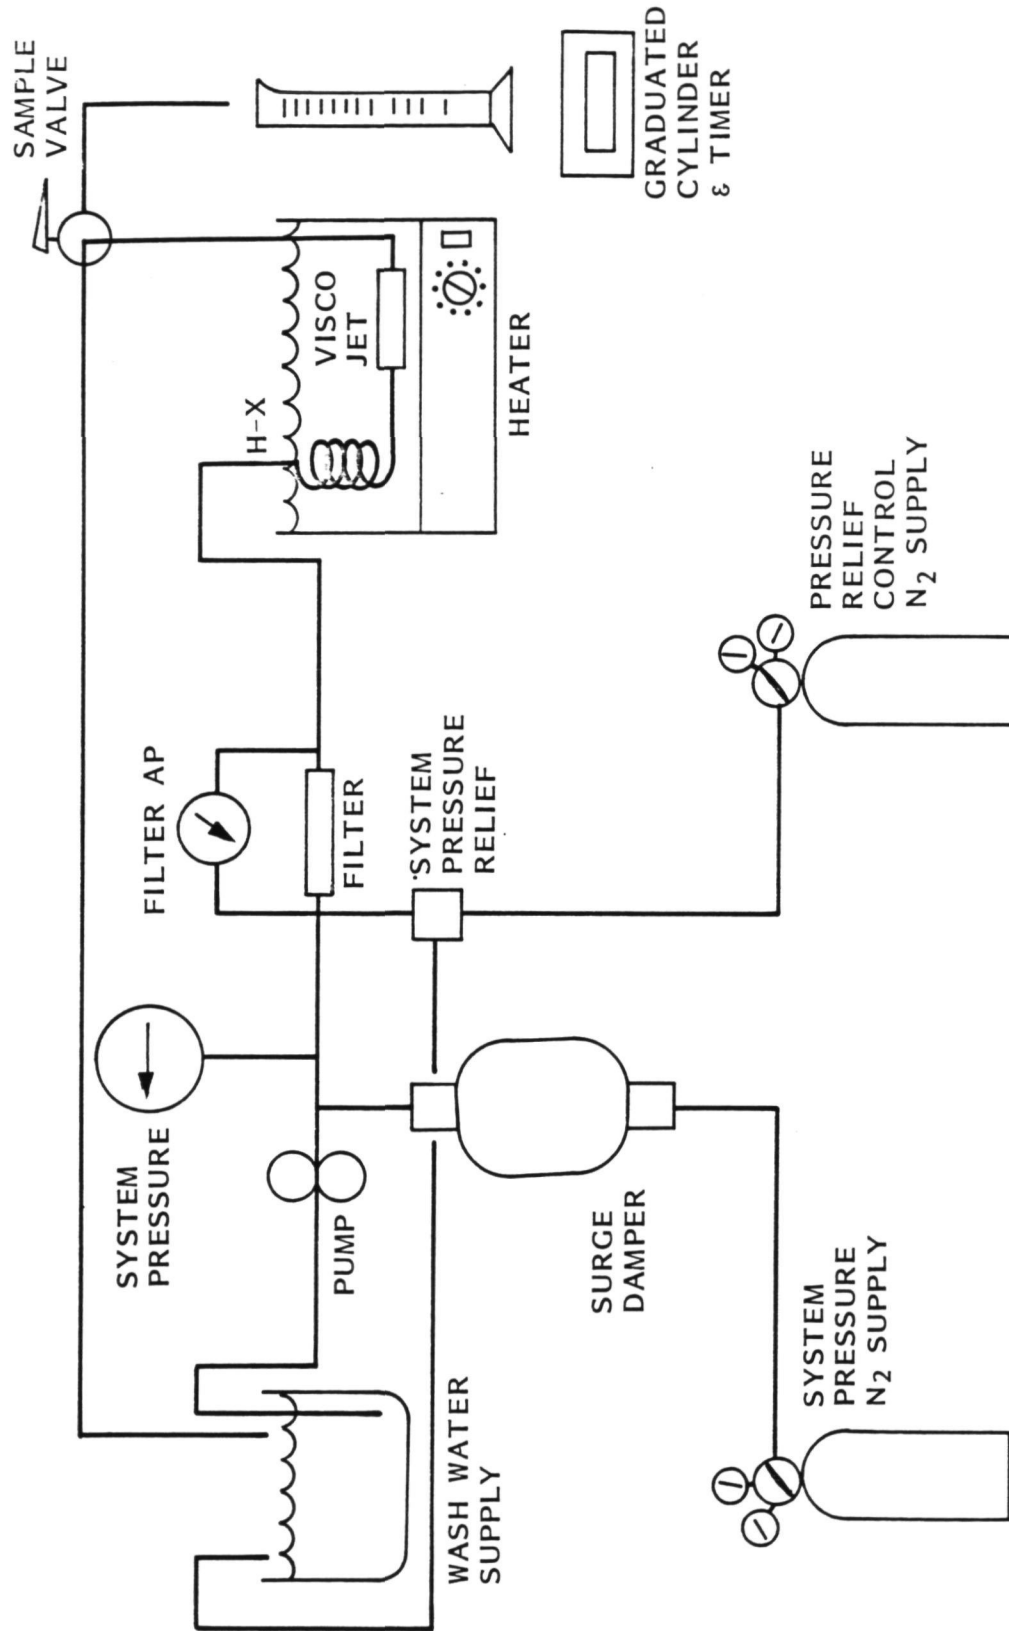 SYSTEM
PRESSURE
FILTER AP
SAMPLE
VALVE
H-X
VISCO
JET
PUMP
FILTER
HEATER
GRADUATED
CYLINDER
& TIMER
WASH WATER
SUPPLY
SYSTEM
PRESSURE
RELIEF
SURGE
DAMPER
SYSTEM
PRESSURE
N₂ SUPPLY
PRESSURE
RELIEF
CONTROL
N₂ SUPPLY